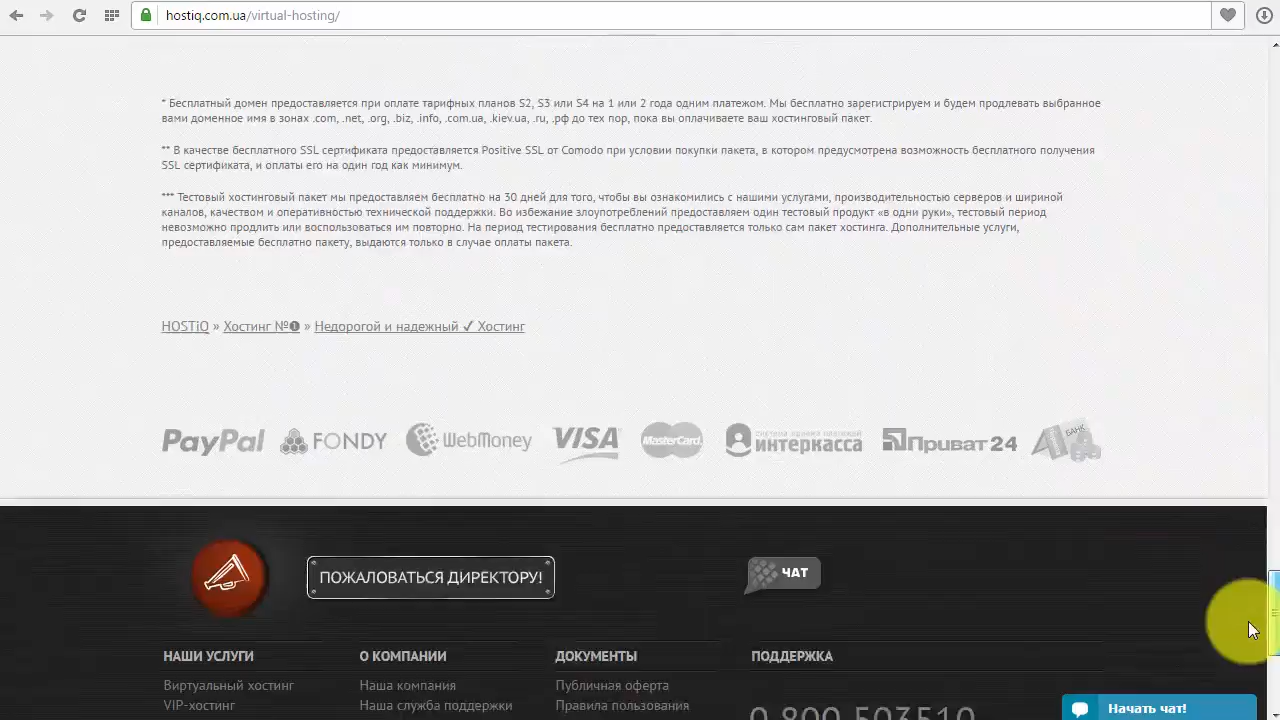 hostiq.com.ua/virtual-hosting/
* Бесплатный домен предоставляется при оплате тарифных планов S2, S3 или S4 на 1 или 2 года одним платежом. Мы бесплатно зарегистрируем и будем продлевать выбранное
вами доменное имя в зонах .com, .net, .org, .biz, .info, .com.ua, .kiev.ua, .ru, .рф до тех пор, пока вы оплачиваете ваш хостинговый пакет.
** В качестве бесплатного SSL сертификата предоставляется Positive SSL от Comodo при условии покупки пакета, в котором предусмотрена возможность бесплатного получения
SSL сертификата, и оплаты его на один год как минимум.
*** Тестовый хостинговый пакет мы предоставляем бесплатно на 30 дней для того, чтобы вы ознакомились с нашими услугами, производительностью серверов и шириной
каналов, качеством и оперативностью технической поддержки. Во избежание злоупотреблений предоставляем один тестовый продукт «в одни руки», тестовый период
невозможно продлить или воспользоваться им повторно. На период тестирования бесплатно предоставляется только сам пакет хостинга. Дополнительные услуги,
предоставляемые бесплатно пакету, выдаются только в случае оплаты пакета.
HOSTiQ » Хостинг №❶ » Недорогой и надежный ✓ Хостинг
PayPal FONDY WebMoney VISA MasterCard интеркасса Приват24 БАНК
ПОЖАЛОВАТЬСЯ ДИРЕКТОРУ! ЧАТ
НАШИ УСЛУГИ О КОМПАНИИ ДОКУМЕНТЫ ПОДДЕРЖКА
Виртуальный хостинг Наша компания Публичная оферта
VIP-хостинг Наша служба поддержки Правила пользования 0 800 503510
Начать чат!